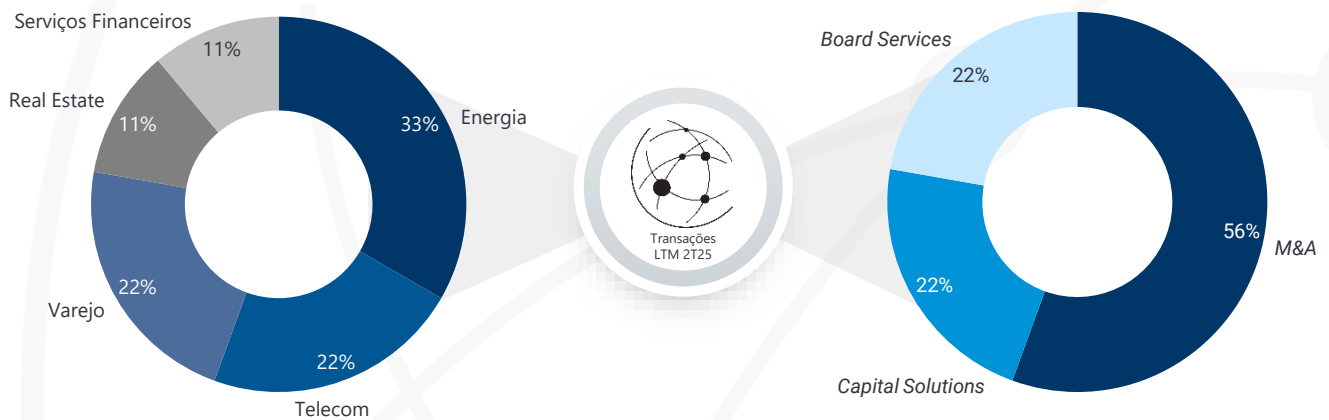 Serviços Financeiros
11%
Real Estate
11%
33%
Energia
22%
Varejo
22%
Telecom
Transações
LTM 2T25
Board Services
22%
56%
M&A
22%
Capital Solutions